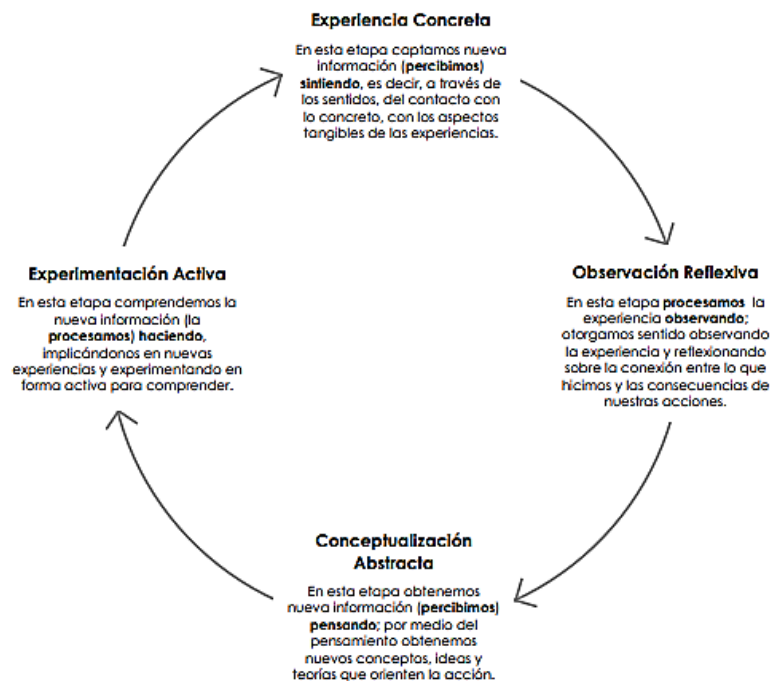 Experiencia Concreta
En esta etapa captamos nueva
información (percibimos)
sintiendo, es decir, a través de
los sentidos, del contacto con
lo concreto, con los aspectos
tangibles de las experiencias.
Observación Reflexiva
En esta etapa procesamos la
experiencia observando;
otorgamos sentido observando
la experiencia y reflexionando
sobre la conexión entre lo que
hicimos y las consecuencias de
nuestras acciones.
Conceptualización
Abstracta
En esta etapa obtenemos
nueva información (percibimos)
pensando; por medio del
pensamiento obtenemos
nuevos conceptos, ideas y
teorías que orienten la acción.
Experimentación Activa
En esta etapa comprendemos la
nueva información (la
procesamos) haciendo,
implicándonos en nuevas
experiencias y experimentando en
forma activa para comprender.